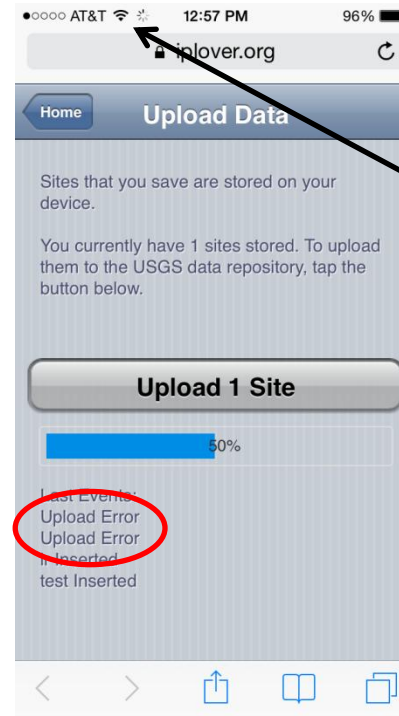 AT&T 12:57 PM 96%
iplover.org
Home Upload Data
Sites that you save are stored on your
device.
You currently have 1 sites stored. To upload
them to the USGS data repository, tap the
button below.
Upload 1 Site
50%
Last Events:
Upload Error
Upload Error
Inserted
test Inserted